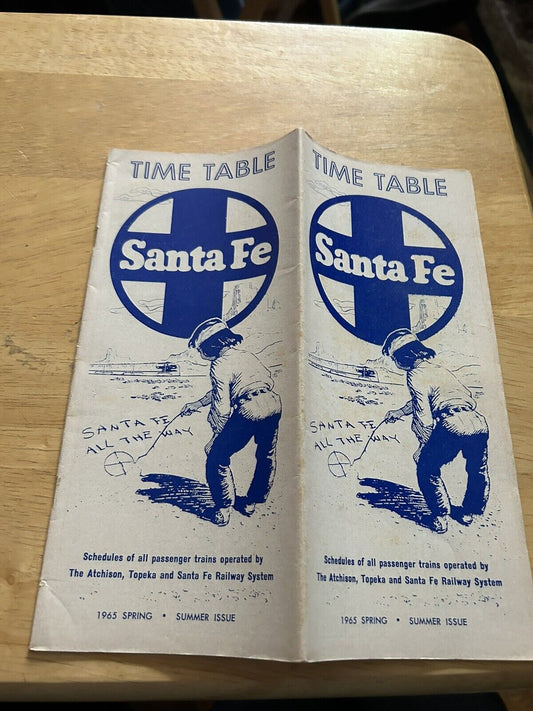 TIME TABLE
Santa Fe
SANTA FE
ALL THE WAY
Schedules of all passenger trains operated by
The Atchison, Topeka and Santa Fe Railway System
1965 SPRING • SUMMER ISSUE
TIME TABLE
Santa Fe
SANTA FE
ALL THE WAY
Schedules of all passenger trains operated by
The Atchison, Topeka and Santa Fe Railway System
1965 SPRING • SUMMER ISSUE